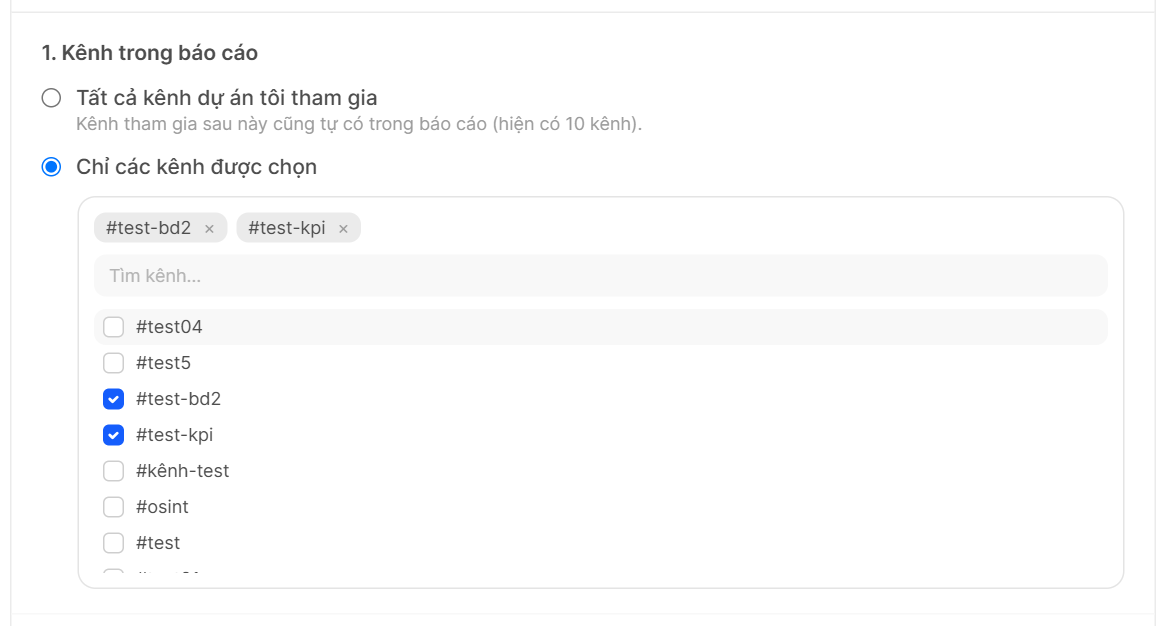 1. Kênh trong báo cáo
Tất cả kênh dự án tôi tham gia
Kênh tham gia sau này cũng tự có trong báo cáo (hiện có 10 kênh).
Chỉ các kênh được chọn
#test-bd2 × #test-kpi ×
Tìm kênh...
#test04
#test5
#test-bd2
#test-kpi
#kênh-test
#osint
#test